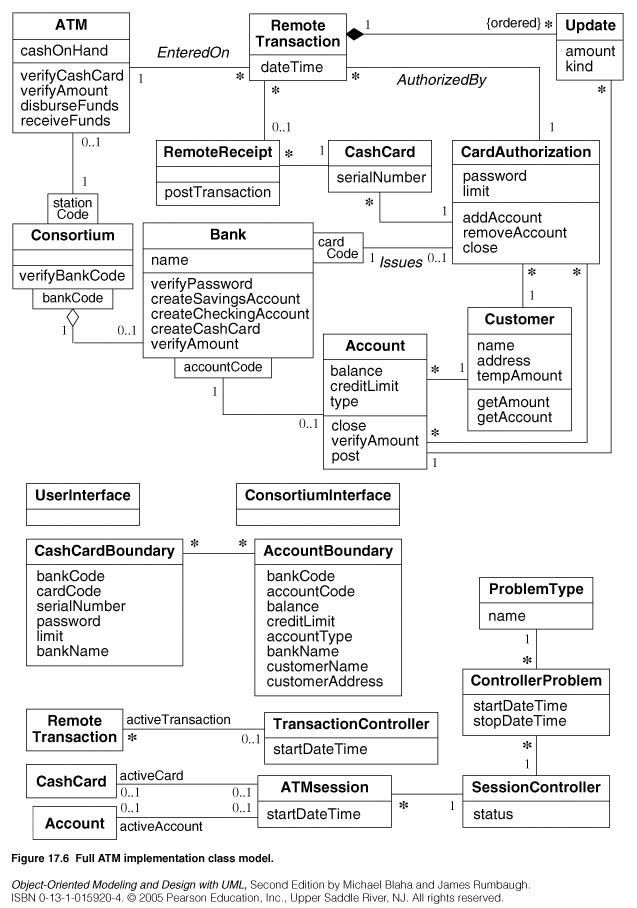 ATM
cashOnHand
verifyCashCard
verifyAmount
disburseFunds
receiveFunds
EnteredOn
1
*
Remote
Transaction
dateTime
1
{ordered} *
Update
amount
kind
*
AuthorizedBy
*
*
1
0..1
0..1
1
RemoteReceipt
postTransaction
*
1
CashCard
serialNumber
*
1
CardAuthorization
password
limit
addAccount
removeAccount
close
station
Code
Consortium
verifyBankCode
bankCode
1
0..1
Bank
name
verifyPassword
createSavingsAccount
createCheckingAccount
createCashCard
verifyAmount
accountCode
card
Code
1
Issues
0..1
*
*
1
Customer
name
address
tempAmount
getAmount
getAccount
Account
balance
creditLimit
type
close
verifyAmount
post
*
1
1
0..1
*
1
UserInterface
ConsortiumInterface
CashCardBoundary
bankCode
cardCode
serialNumber
password
limit
bankName
*
*
AccountBoundary
bankCode
accountCode
balance
creditLimit
accountType
bankName
customerName
customerAddress
ProblemType
name
1
*
ControllerProblem
startDateTime
stopDateTime
*
1
Remote
Transaction
activeTransaction
*
0..1
TransactionController
startDateTime
CashCard
activeCard
0..1
0..1
Account
0..1
0..1
activeAccount
ATMsession
startDateTime
*
1
SessionController
status
Figure 17.6 Full ATM implementation class model.
Object-Oriented Modeling and Design with UML, Second Edition by Michael Blaha and James Rumbaugh.
ISBN 0-13-1-015920-4. © 2005 Pearson Education, Inc., Upper Saddle River, NJ. All rights reserved.